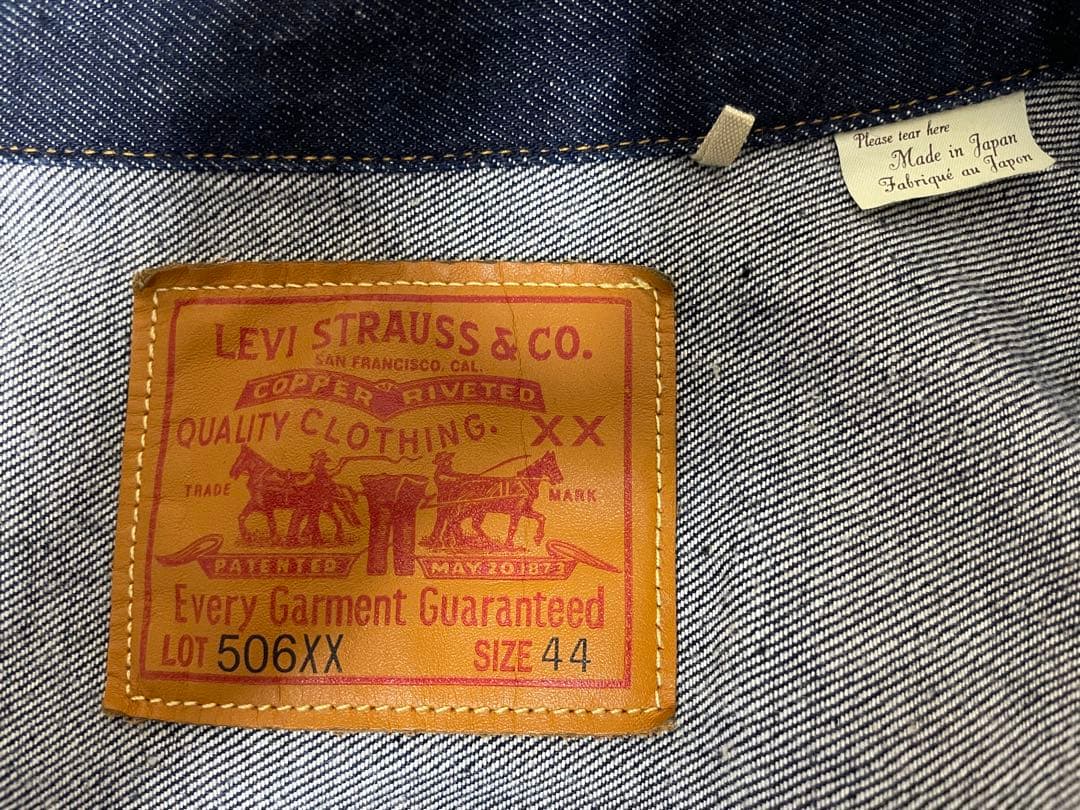 Please tear here
Made in Japan
Fabriqué au Japon
LEVI STRAUSS & CO.
SAN FRANCISCO, CAL.
COPPER RIVETED
QUALITY CLOTHING. XX
TRADE MARK
PATENTED MAY 20 1873
Every Garment Guaranteed
LOT 506XX SIZE 44